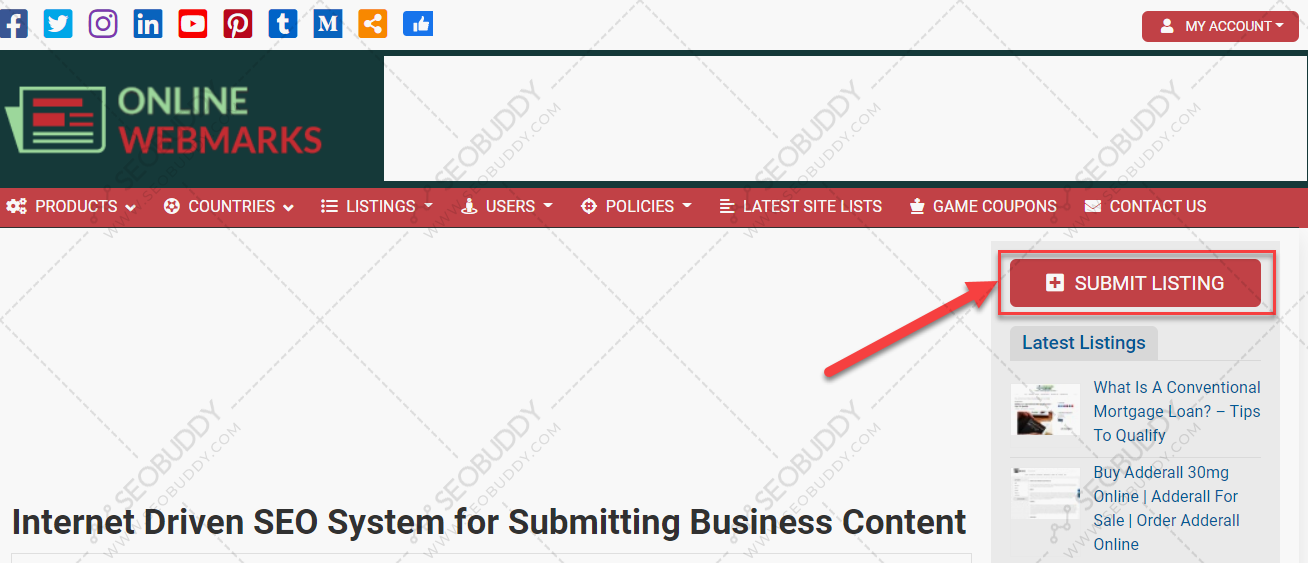 MY ACCOUNT
ONLINE
WEBMARKS
PRODUCTS COUNTRIES LISTINGS USERS POLICIES LATEST SITE LISTS GAME COUPONS CONTACT US
SUBMIT LISTING
Latest Listings
What Is A Conventional
Mortgage Loan? – Tips
To Qualify
Buy Adderall 30mg
Online | Adderall For
Sale | Order Adderall
Online
Internet Driven SEO System for Submitting Business Content
SEOBUDDY
WWW.SEOBUDDY.COM